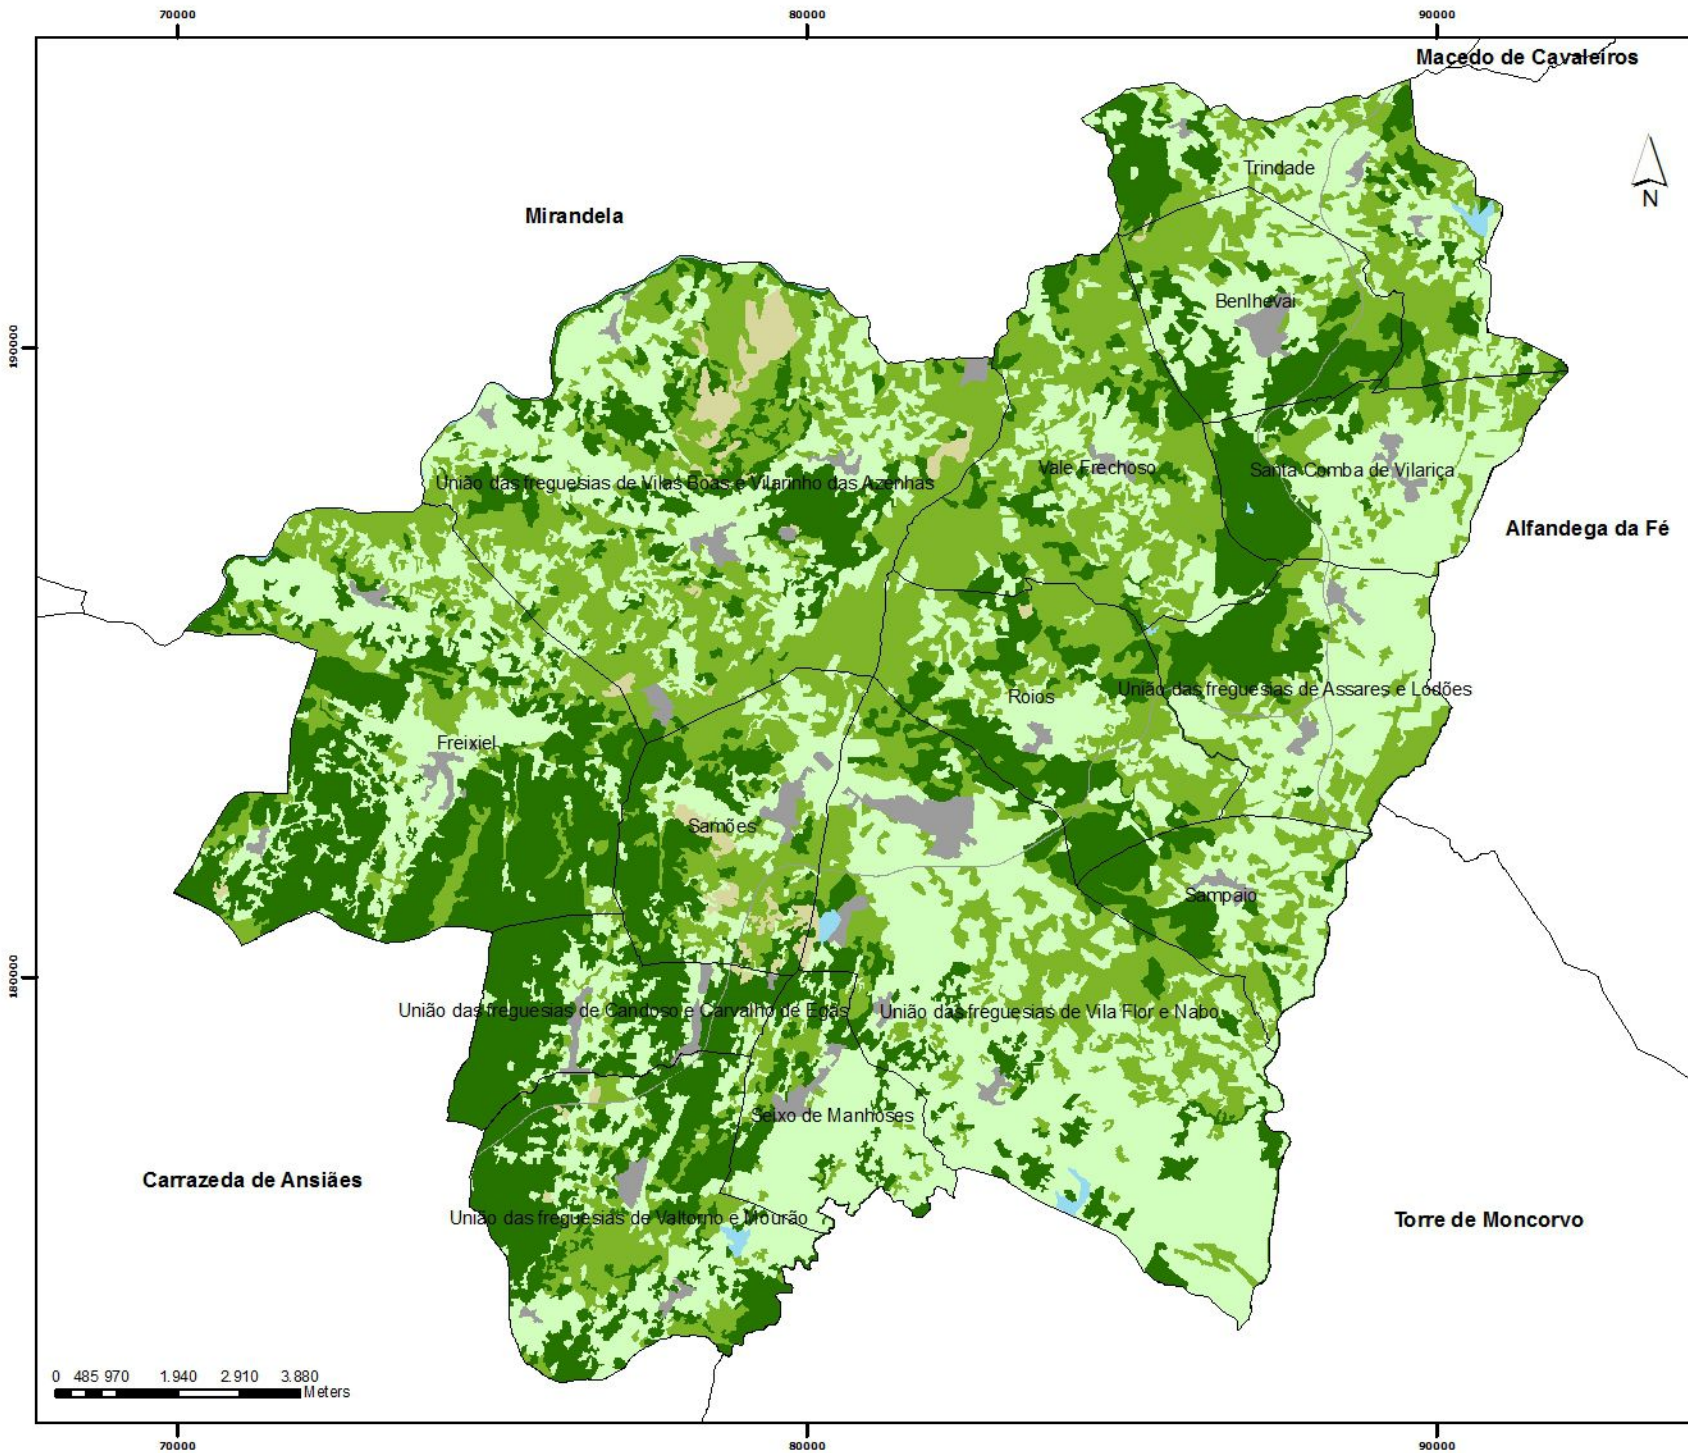 70000
80000
90000
Macedo de Cavaleiros
Trindade
N
Mirandela
Benlhevai
190000
Vale Frechoso
Santa Comba de Vilariça
União das freguesias de Vilas Boas e Vilarinho das Azenhas
Alfandega da Fé
União das freguesias de Assares e Lodões
Roios
Freixiel
Samões
Sampaio
180000
União das freguesias de Candoso e Carvalho de Egas
União das freguesias de Vila Flor e Nabo
Seixo de Manhoses
Carrazeda de Ansiães
União das freguesias de Valtorno e Mourão
Torre de Moncorvo
0 485 970 1.940 2.910 3.880
Meters
70000
80000
90000